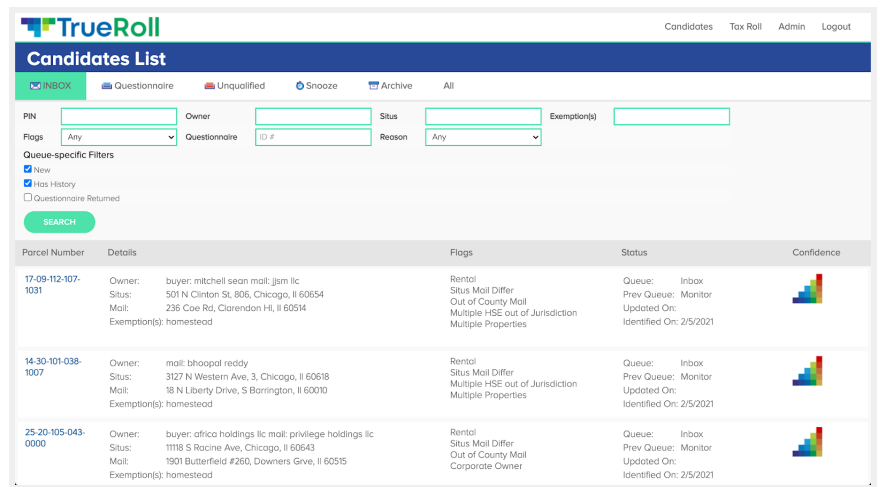 TrueRoll
Candidates Tax Roll Admin Logout
Candidates List
INBOX Questionnaire Unqualified Snooze Archive All
PIN Owner Situs Exemption(s)
Flags Any Questionnaire ID # Reason Any
Queue-specific Filters
New
Has History
Questionnaire Returned
SEARCH
Parcel Number Details Flags Status Confidence
17-09-112-107-
1031
Owner: buyer: mitchell sean mail: jjsm llc
Situs: 501 N Clinton St, 806, Chicago, Il 60654
Mail: 236 Coe Rd, Clarendon Hl, Il 60514
Exemption(s): homestead
Rental
Situs Mail Differ
Out of County Mail
Multiple HSE out of Jurisdiction
Multiple Properties
Queue: Inbox
Prev Queue: Monitor
Updated On:
Identified On: 2/5/2021
14-30-101-038-
1007
Owner: mail: bhoopal reddy
Situs: 3127 N Western Ave, 3, Chicago, Il 60618
Mail: 18 N Liberty Drive, S Barrington, Il 60010
Exemption(s): homestead
Rental
Situs Mail Differ
Multiple HSE out of Jurisdiction
Multiple Properties
Queue: Inbox
Prev Queue: Monitor
Updated On:
Identified On: 2/5/2021
25-20-105-043-
0000
Owner: buyer: africa holdings llc mail: privilege holdings llc
Situs: 11118 S Racine Ave, Chicago, Il 60643
Mail: 1901 Butterfield #260, Downers Grve, Il 60515
Exemption(s): homestead
Rental
Situs Mail Differ
Out of County Mail
Corporate Owner
Queue: Inbox
Prev Queue: Monitor
Updated On:
Identified On: 2/5/2021